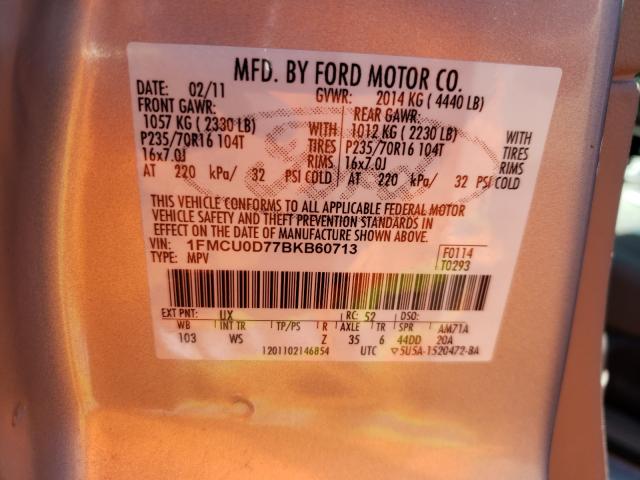 MFD. BY FORD MOTOR CO.
DATE: 02/11 GVWR: 2014 KG ( 4440 LB)
FRONT GAWR: REAR GAWR:
1057 KG ( 2330 LB) WITH 1012 KG ( 2230 LB) WITH
P235/70R16 104T TIRES P235/70R16 104T TIRES
16x7.0J RIMS 16x7.0J RIMS
AT 220 kPa/ 32 PSI COLD AT 220 kPa/ 32 PSI COLD
THIS VEHICLE CONFORMS TO ALL APPLICABLE FEDERAL MOTOR
VEHICLE SAFETY AND THEFT PREVENTION STANDARDS IN
EFFECT ON THE DATE OF MANUFACTURE SHOWN ABOVE.
VIN: 1FMCU0D77BKB60713 F0114
TYPE: MPV T0293
EXT PNT: UX RC: 52 DSO:
WB INT TR TP/PS R AXLE TR SPR AM71A
103 WS Z 35 6 44DD 20A
1201102146854 UTC ▽5U5A-1520472-BA